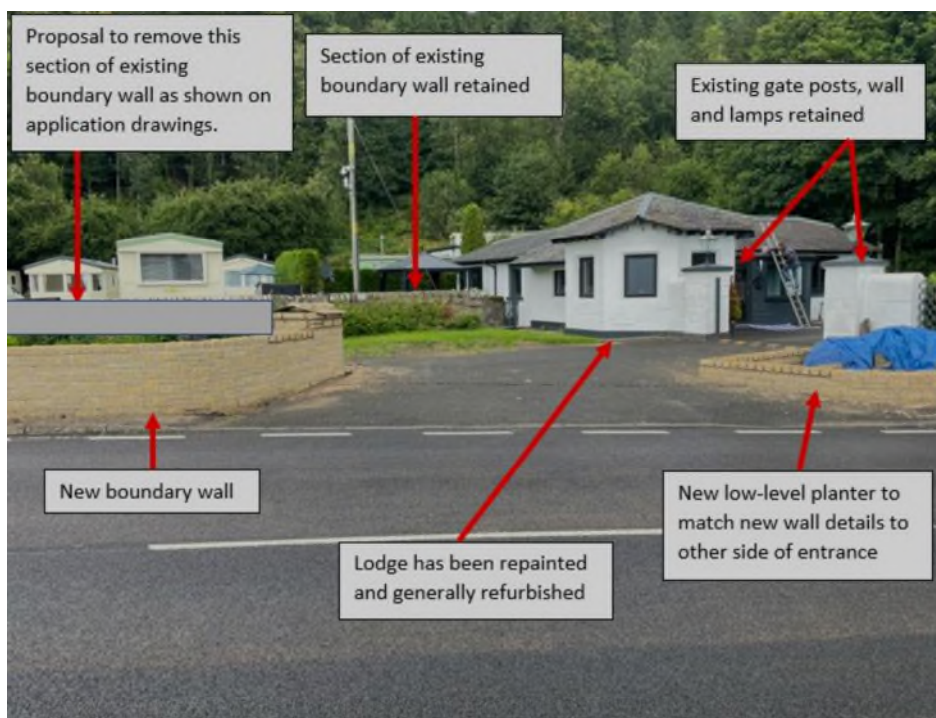 Proposal to remove this
section of existing
boundary wall as shown on
application drawings.
Section of existing
boundary wall retained
Existing gate posts, wall
and lamps retained
New boundary wall
Lodge has been repainted
and generally refurbished
New low-level planter to
match new wall details to
other side of entrance